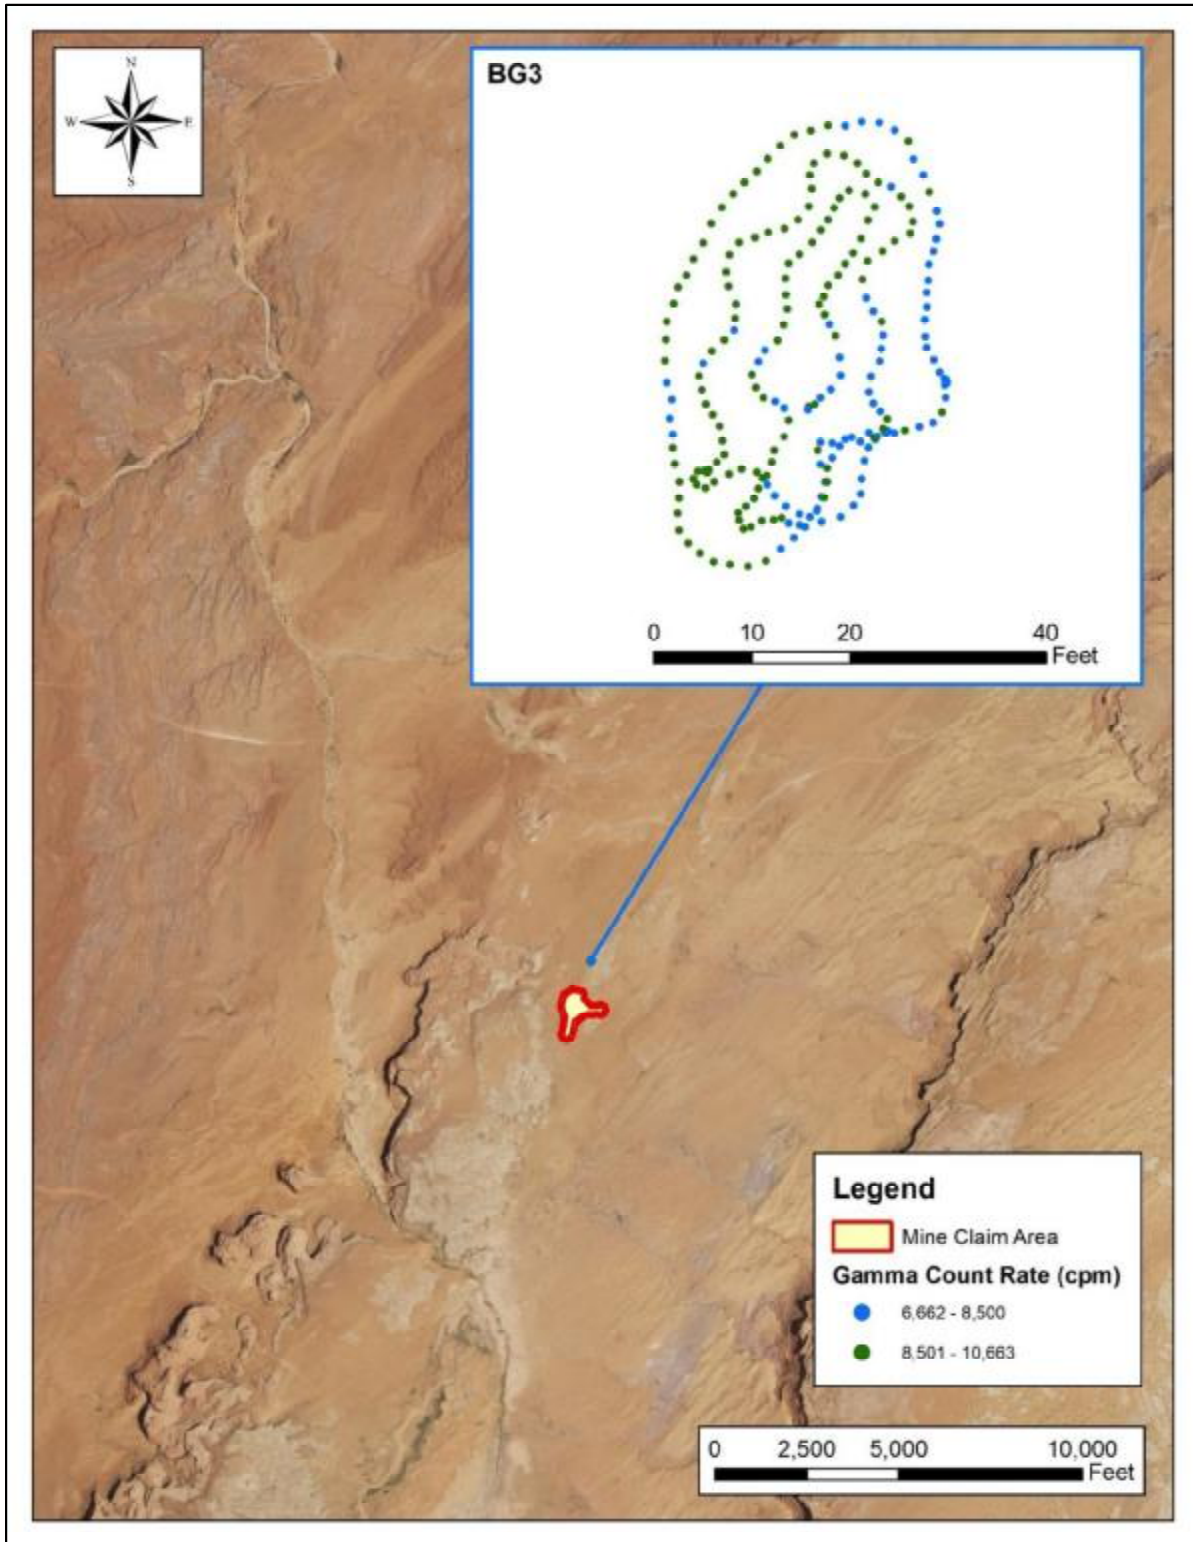 N
W E
S
BG3
0 10 20 40
Feet
Legend
Mine Claim Area
Gamma Count Rate (cpm)
6,662 - 8,500
8,501 - 10,663
0 2,500 5,000 10,000
Feet